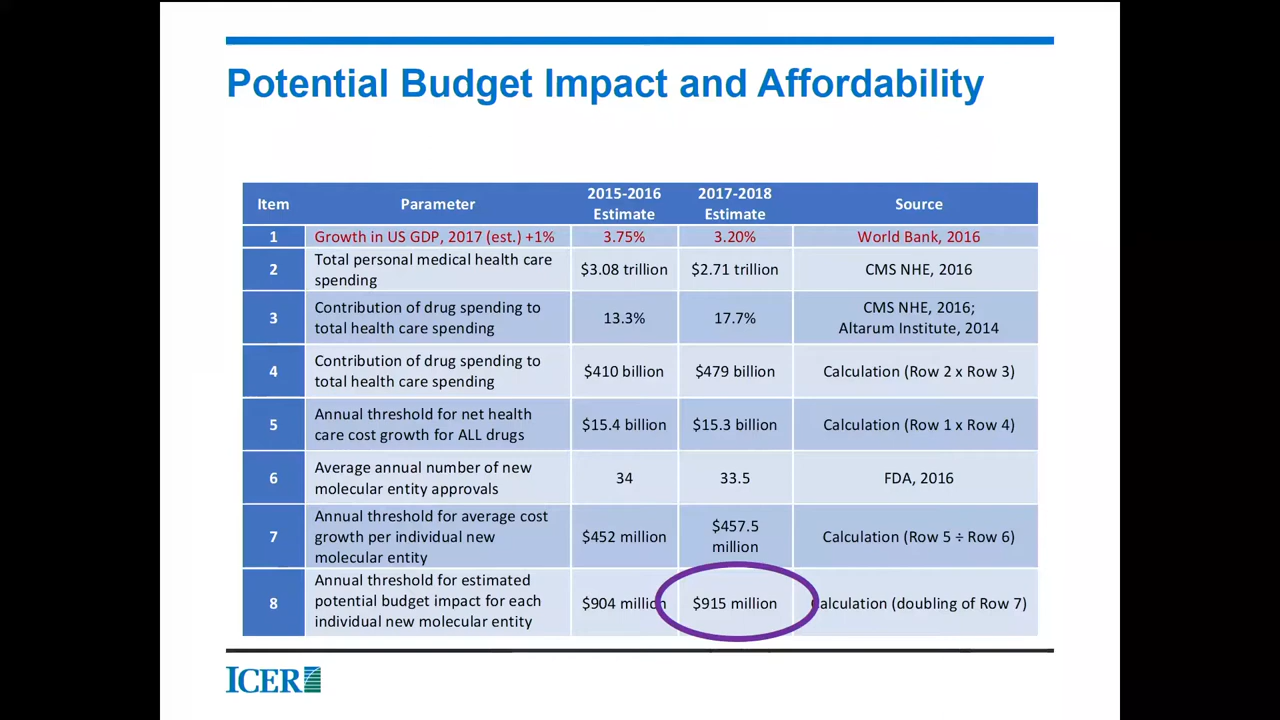 Potential Budget Impact and Affordability
Item Parameter 2015-2016 Estimate 2017-2018 Estimate Source
1 Growth in US GDP, 2017 (est.) +1% 3.75% 3.20% World Bank, 2016
2 Total personal medical health care spending $3.08 trillion $2.71 trillion CMS NHE, 2016
3 Contribution of drug spending to total health care spending 13.3% 17.7% CMS NHE, 2016; Altarum Institute, 2014
4 Contribution of drug spending to total health care spending $410 billion $479 billion Calculation (Row 2 x Row 3)
5 Annual threshold for net health care cost growth for ALL drugs $15.4 billion $15.3 billion Calculation (Row 1 x Row 4)
6 Average annual number of new molecular entity approvals 34 33.5 FDA, 2016
7 Annual threshold for average cost growth per individual new molecular entity $452 million $457.5 million Calculation (Row 5 ÷ Row 6)
8 Annual threshold for estimated potential budget impact for each individual new molecular entity $904 million $915 million Calculation (doubling of Row 7)
ICER